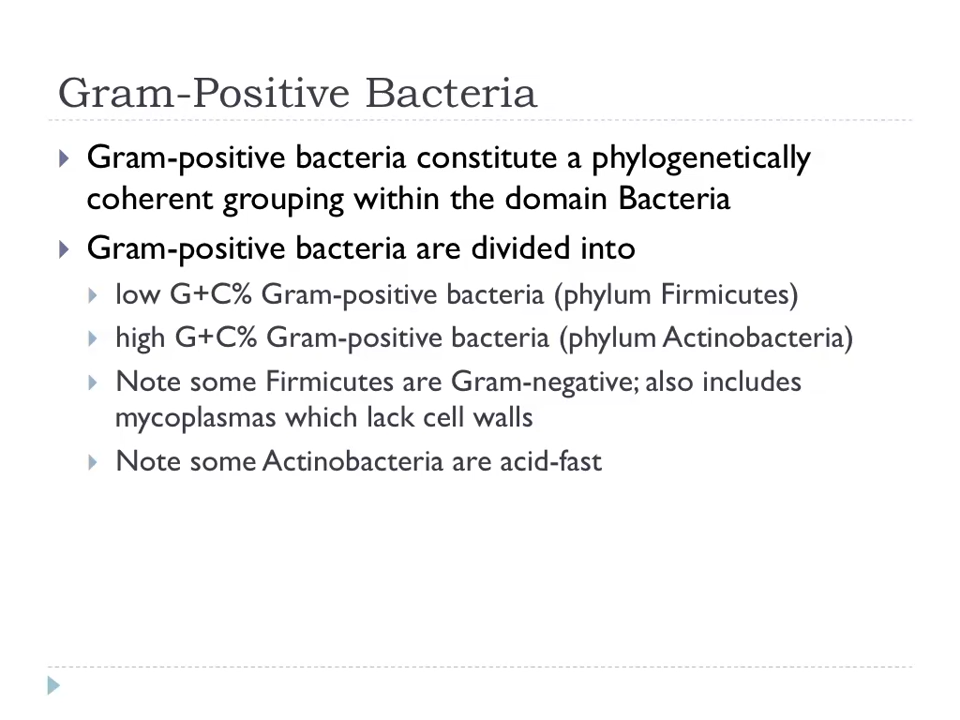 Gram-Positive Bacteria
Gram-positive bacteria constitute a phylogenetically
coherent grouping within the domain Bacteria
Gram-positive bacteria are divided into
low G+C% Gram-positive bacteria (phylum Firmicutes)
high G+C% Gram-positive bacteria (phylum Actinobacteria)
Note some Firmicutes are Gram-negative; also includes
mycoplasmas which lack cell walls
Note some Actinobacteria are acid-fast